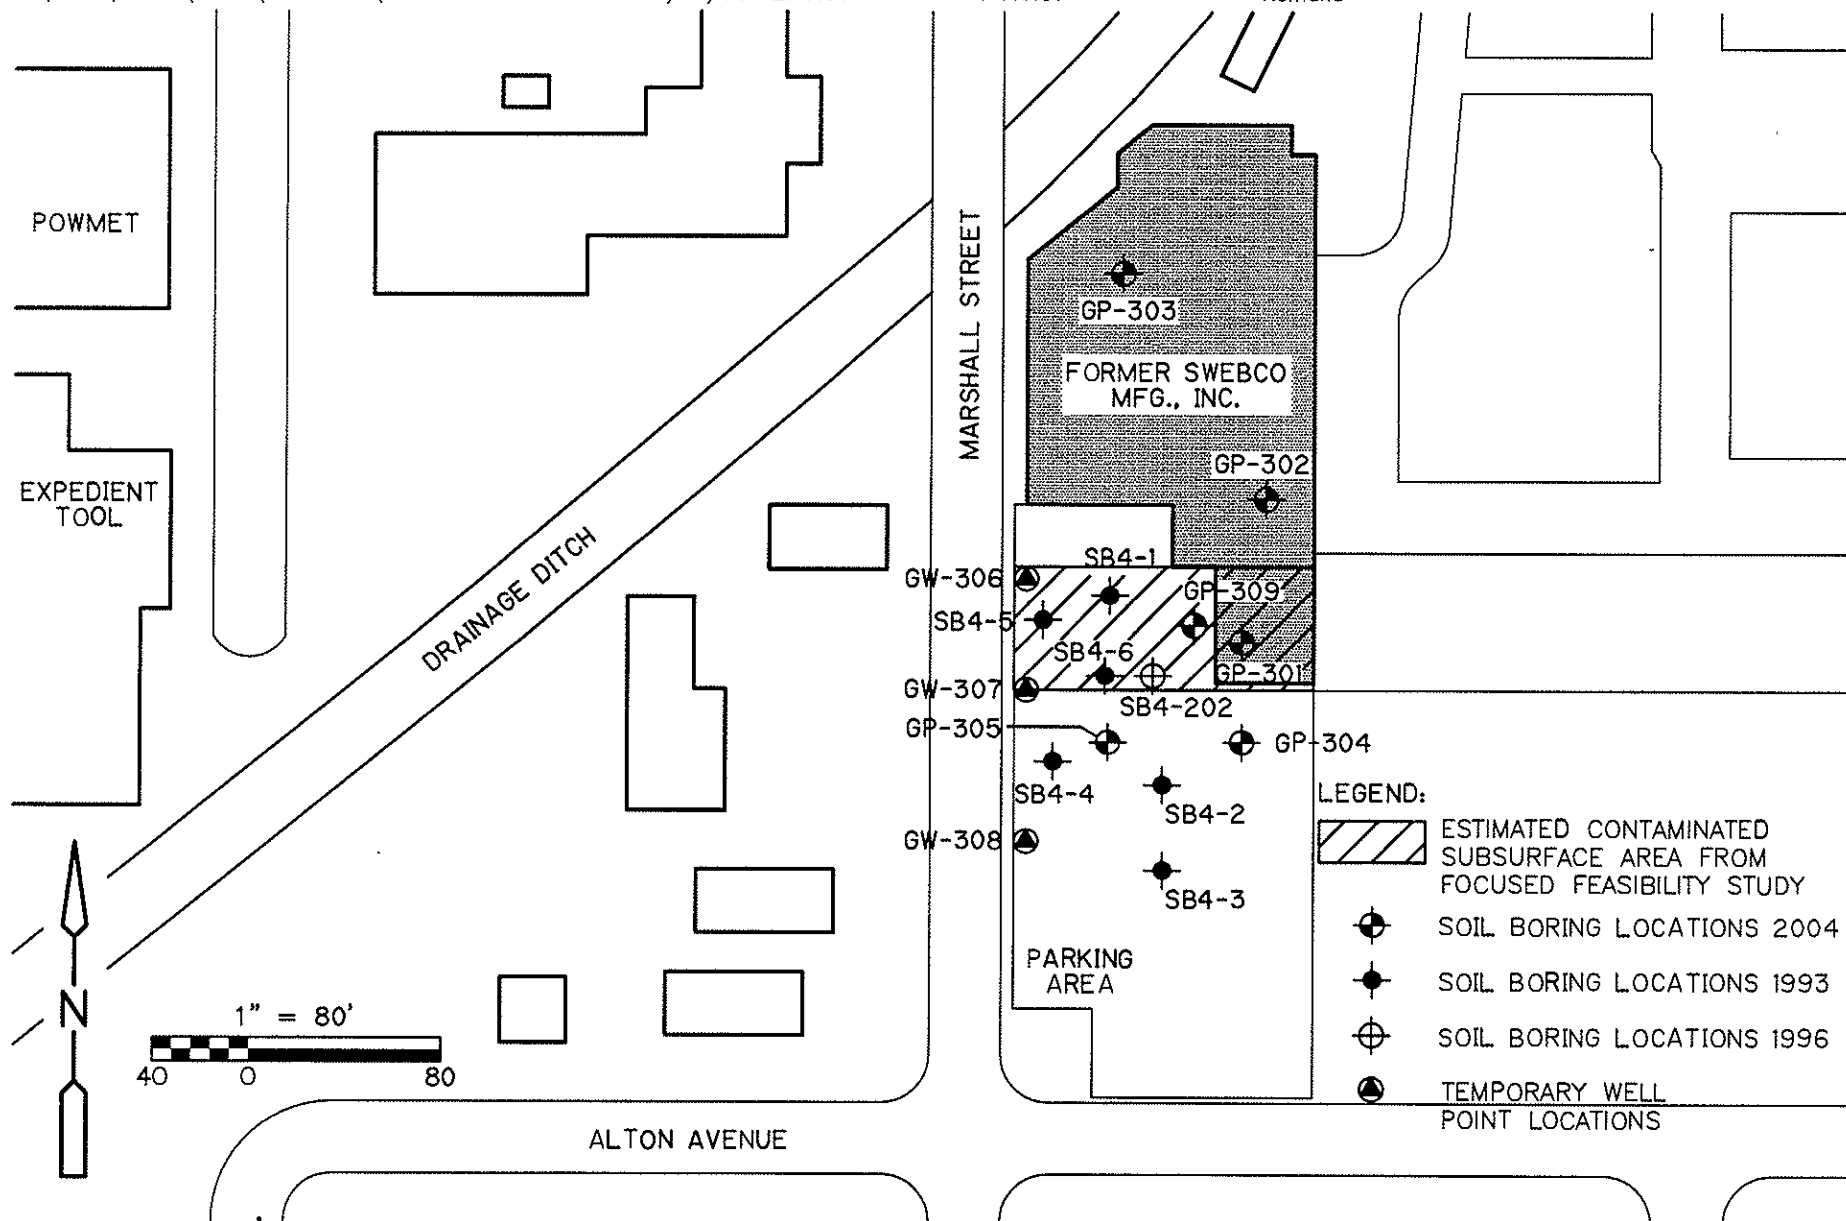 POWMET
MARSHALL STREET
GP-303
FORMER SWEBCO
MFG., INC.
GP-302
EXPEDIENT
TOOL
DRAINAGE DITCH
SB4-1
GW-306
GP-309
SB4-5
SB4-6
GP-301
GW-307
SB4-202
GP-305
GP-304
SB4-4
SB4-2
GW-308
SB4-3
LEGEND:
ESTIMATED CONTAMINATED
SUBSURFACE AREA FROM
FOCUSED FEASIBILITY STUDY
SOIL BORING LOCATIONS 2004
SOIL BORING LOCATIONS 1993
SOIL BORING LOCATIONS 1996
TEMPORARY WELL
POINT LOCATIONS
PARKING
AREA
N
1" = 80'
40 0 80
ALTON AVENUE